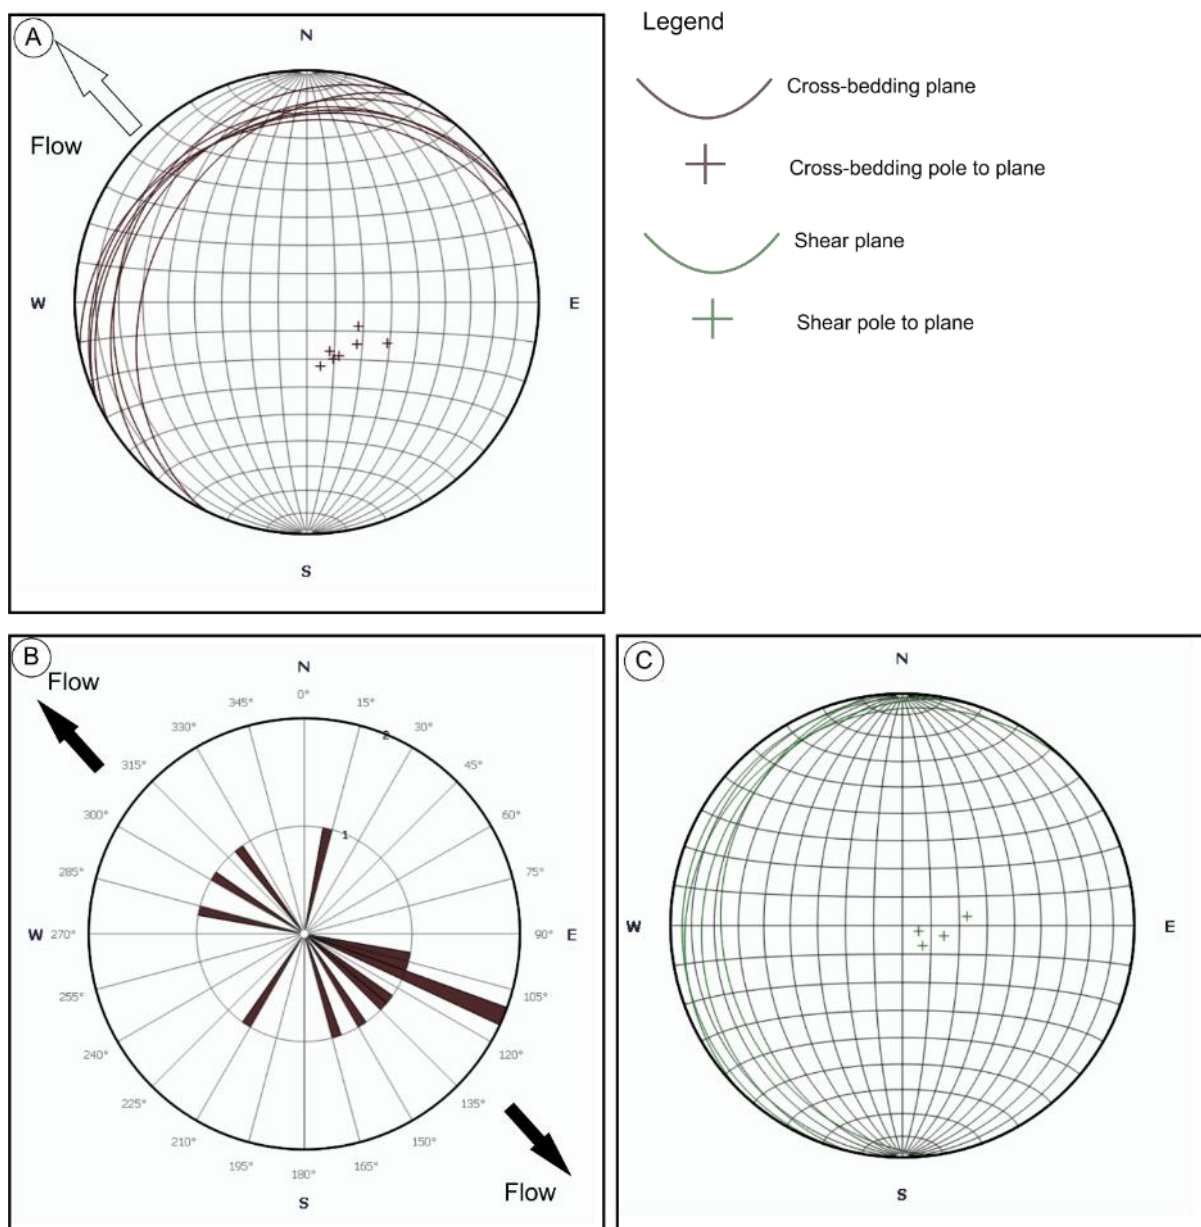 A
N
Flow
W
E
S
Legend
Cross-bedding plane
Cross-bedding pole to plane
Shear plane
Shear pole to plane
B
Flow
N
0°
15°
30°
45°
60°
75°
90°
105°
120°
135°
150°
165°
180°
195°
210°
225°
240°
255°
270°
285°
300°
315°
330°
345°
1
2
W
E
S
Flow
C
N
W
E
S